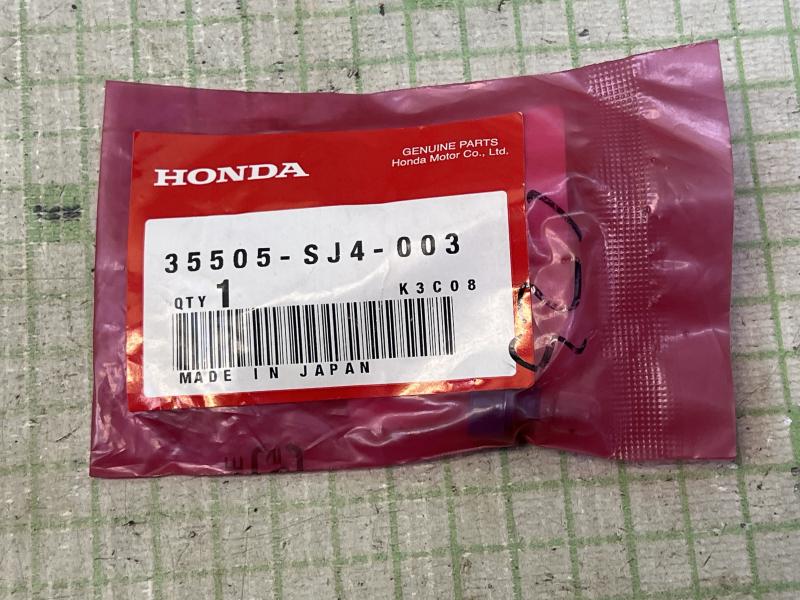 GENUINE PARTS
HONDA
Honda Motor Co., Ltd.
35505-SJ4-003
QTY 1 K3C08
MADE IN JAPAN